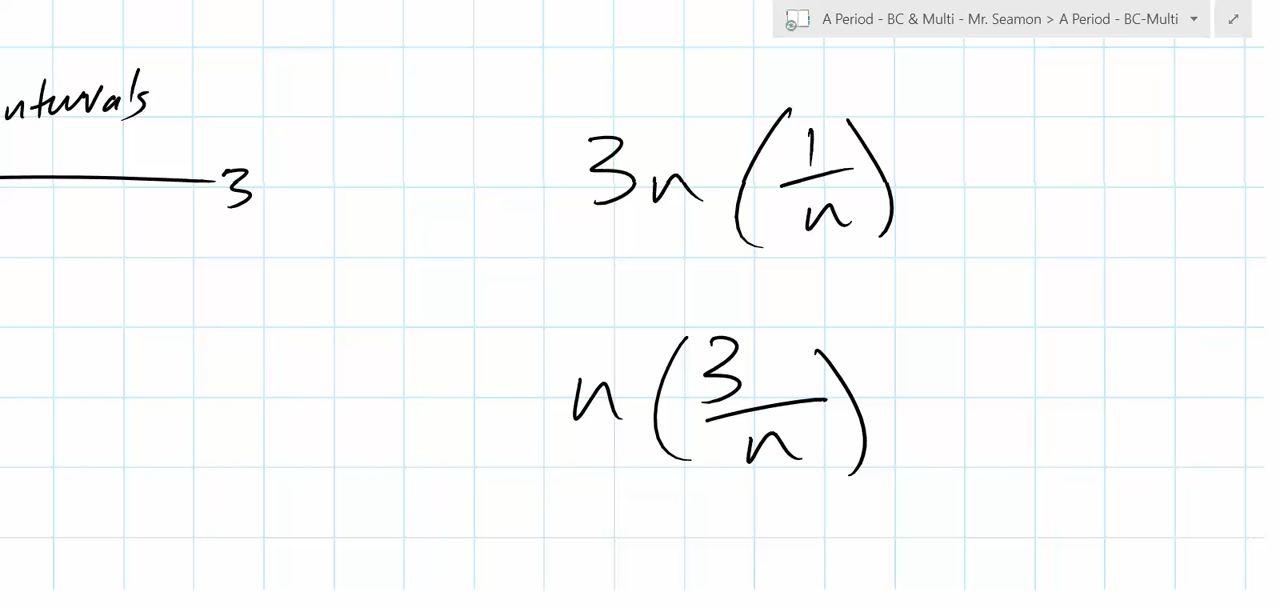 A Period - BC & Multi - Mr. Seamon > A Period - BC-Multi
ntervals
3
3n(1/n)
n(3/n)